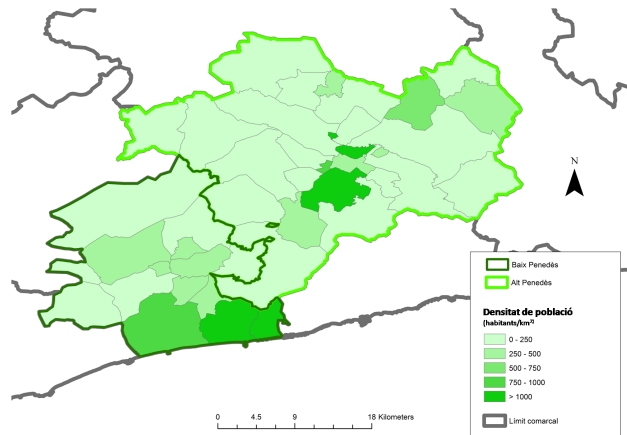 N
Baix Penedès
Alt Penedès
Densitat de població
(habitants/km²)
0 - 250
250 - 500
500 - 750
750 - 1000
> 1000
Límit comarcal
0 4.5 9 18 Kilometers